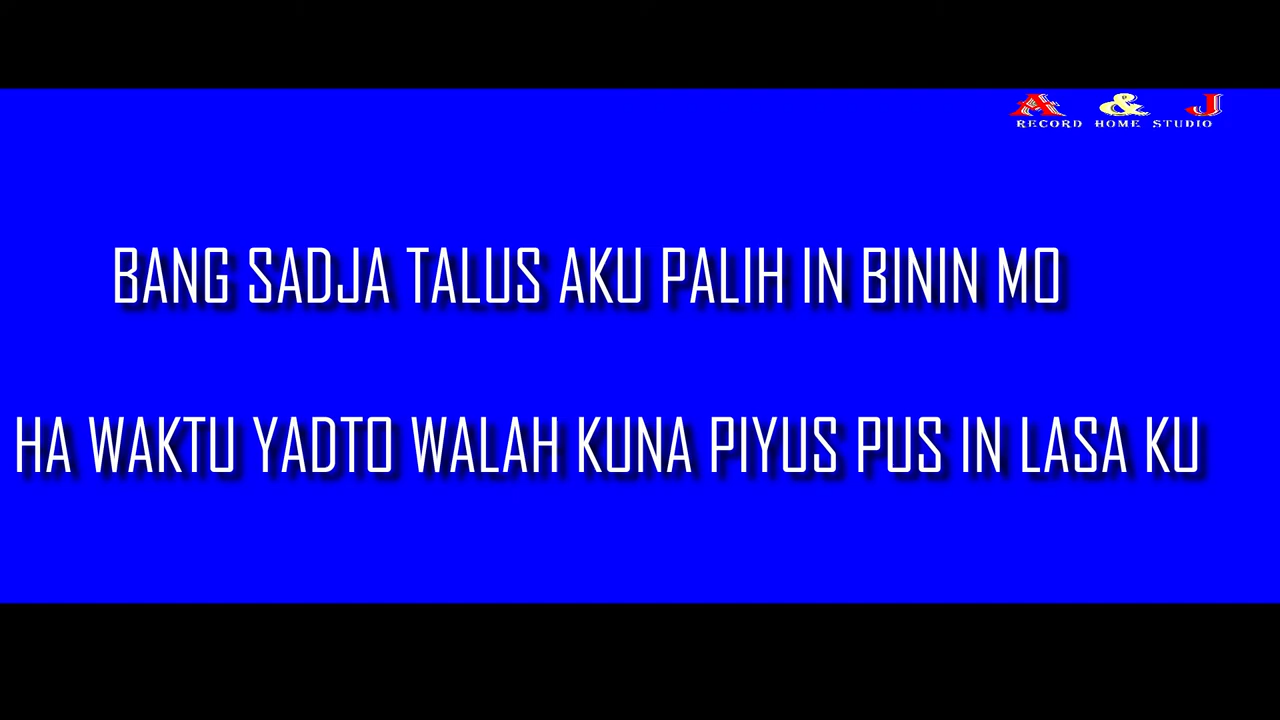 A & J
RECORD HOME STUDIO
BANG SADJA TALUS AKU PALIH IN BININ MO
HA WAKTU YADTO WALAH KUNA PIYUS PUS IN LASA KU